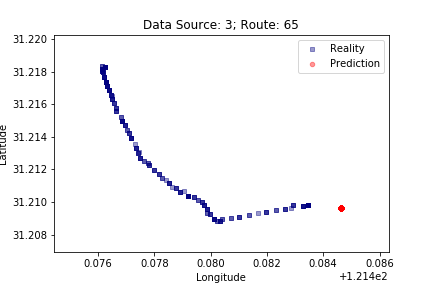 Data Source: 3; Route: 65
Reality
Prediction
Latitude
31.220
31.218
31.216
31.214
31.212
31.210
31.208
0.076 0.078 0.080 0.082 0.084 0.086
Longitude
+1.214e2